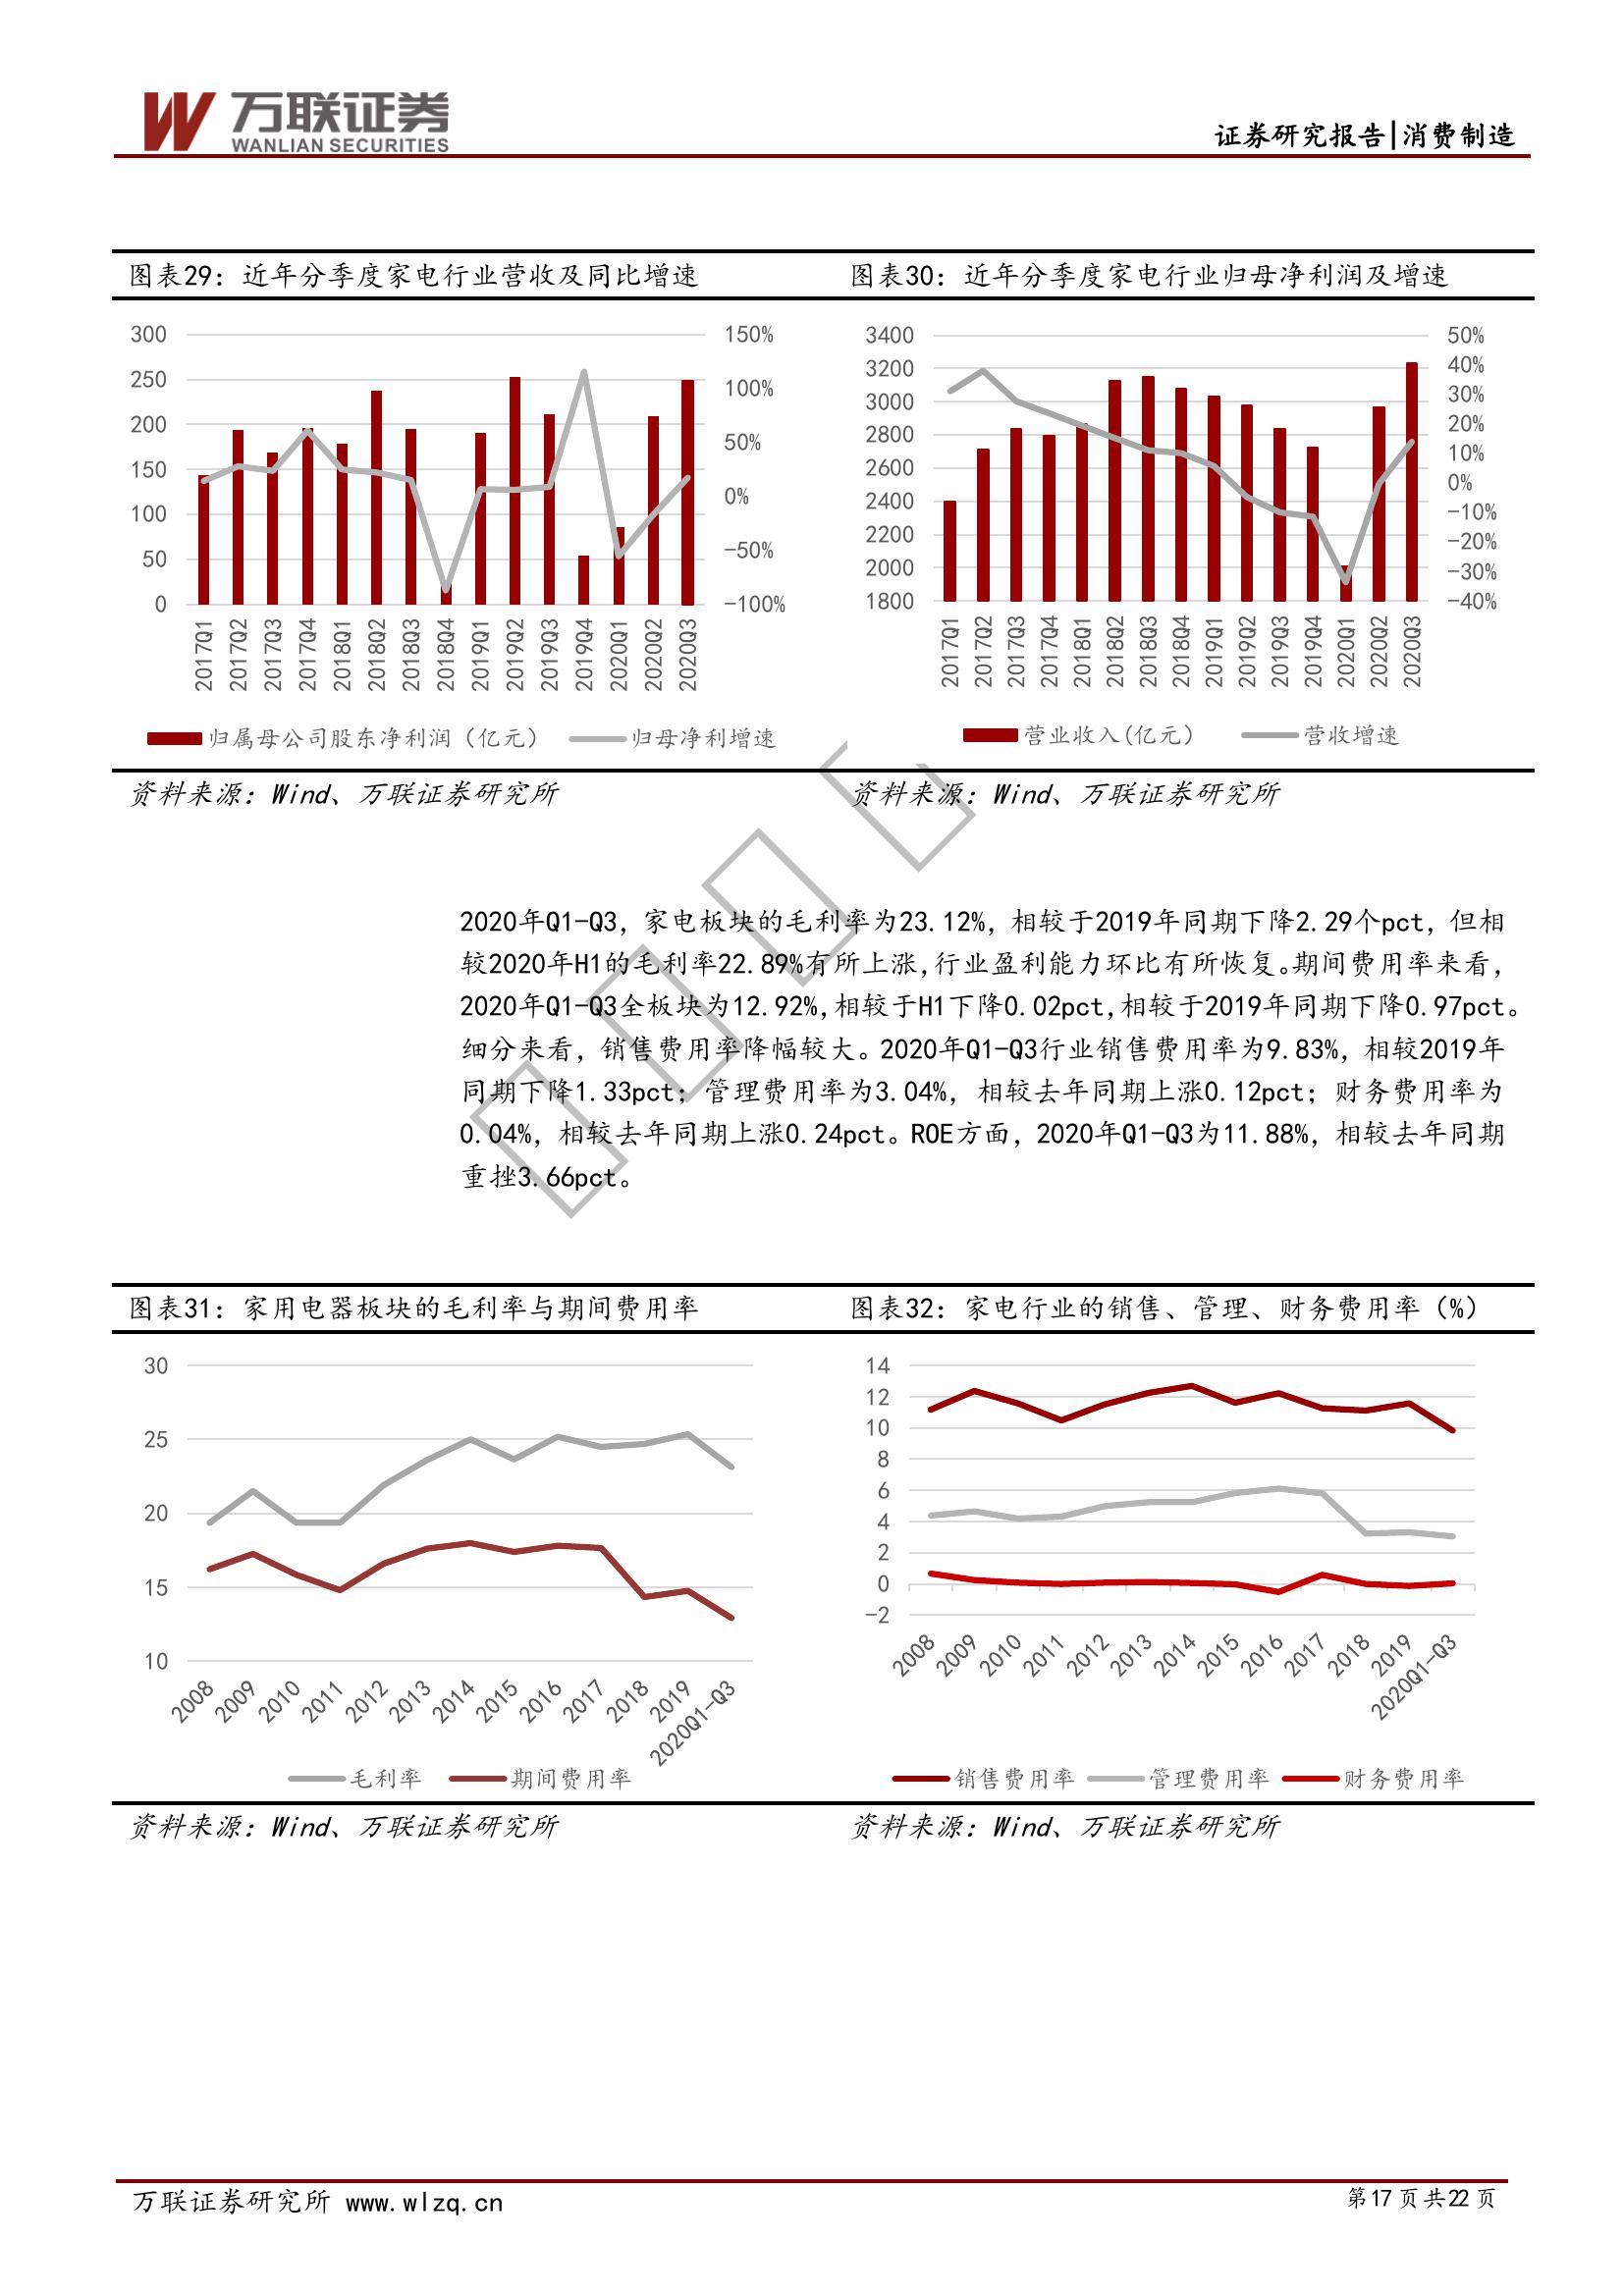 万联证券
WANLIAN SECURITIES
证券研究报告|消费制造
图表29：近年分季度家电行业营收及同比增速
300
250
200
150
100
50
0
150%
100%
50%
0%
-50%
-100%
2017Q1
2017Q2
2017Q3
2017Q4
2018Q1
2018Q2
2018Q3
2018Q4
2019Q1
2019Q2
2019Q3
2019Q4
2020Q1
2020Q2
2020Q3
归属母公司股东净利润（亿元） 归母净利增速
资料来源：Wind、万联证券研究所
图表30：近年分季度家电行业归母净利润及增速
3400
3200
3000
2800
2600
2400
2200
2000
1800
50%
40%
30%
20%
10%
0%
-10%
-20%
-30%
-40%
2017Q1
2017Q2
2017Q3
2017Q4
2018Q1
2018Q2
2018Q3
2018Q4
2019Q1
2019Q2
2019Q3
2019Q4
2020Q1
2020Q2
2020Q3
营业收入(亿元） 营收增速
资料来源：Wind、万联证券研究所
2020年Q1-Q3，家电板块的毛利率为23.12%，相较于2019年同期下降2.29个pct，但相
较2020年H1的毛利率22.89%有所上涨，行业盈利能力环比有所恢复。期间费用率来看，
2020年Q1-Q3全板块为12.92%，相较于H1下降0.02pct，相较于2019年同期下降0.97pct。
细分来看，销售费用率降幅较大。2020年Q1-Q3行业销售费用率为9.83%，相较2019年
同期下降1.33pct；管理费用率为3.04%，相较去年同期上涨0.12pct；财务费用率为
0.04%，相较去年同期上涨0.24pct。ROE方面，2020年Q1-Q3为11.88%，相较去年同期
重挫3.66pct。
图表31：家用电器板块的毛利率与期间费用率
30
25
20
15
10
2008
2009
2010
2011
2012
2013
2014
2015
2016
2017
2018
2019
2020Q1-Q3
毛利率 期间费用率
资料来源：Wind、万联证券研究所
图表32：家电行业的销售、管理、财务费用率（%）
14
12
10
8
6
4
2
0
-2
2008
2009
2010
2011
2012
2013
2014
2015
2016
2017
2018
2019
2020Q1-Q3
销售费用率 管理费用率 财务费用率
资料来源：Wind、万联证券研究所
万联证券研究所 www.wlzq.cn
第17页共22页